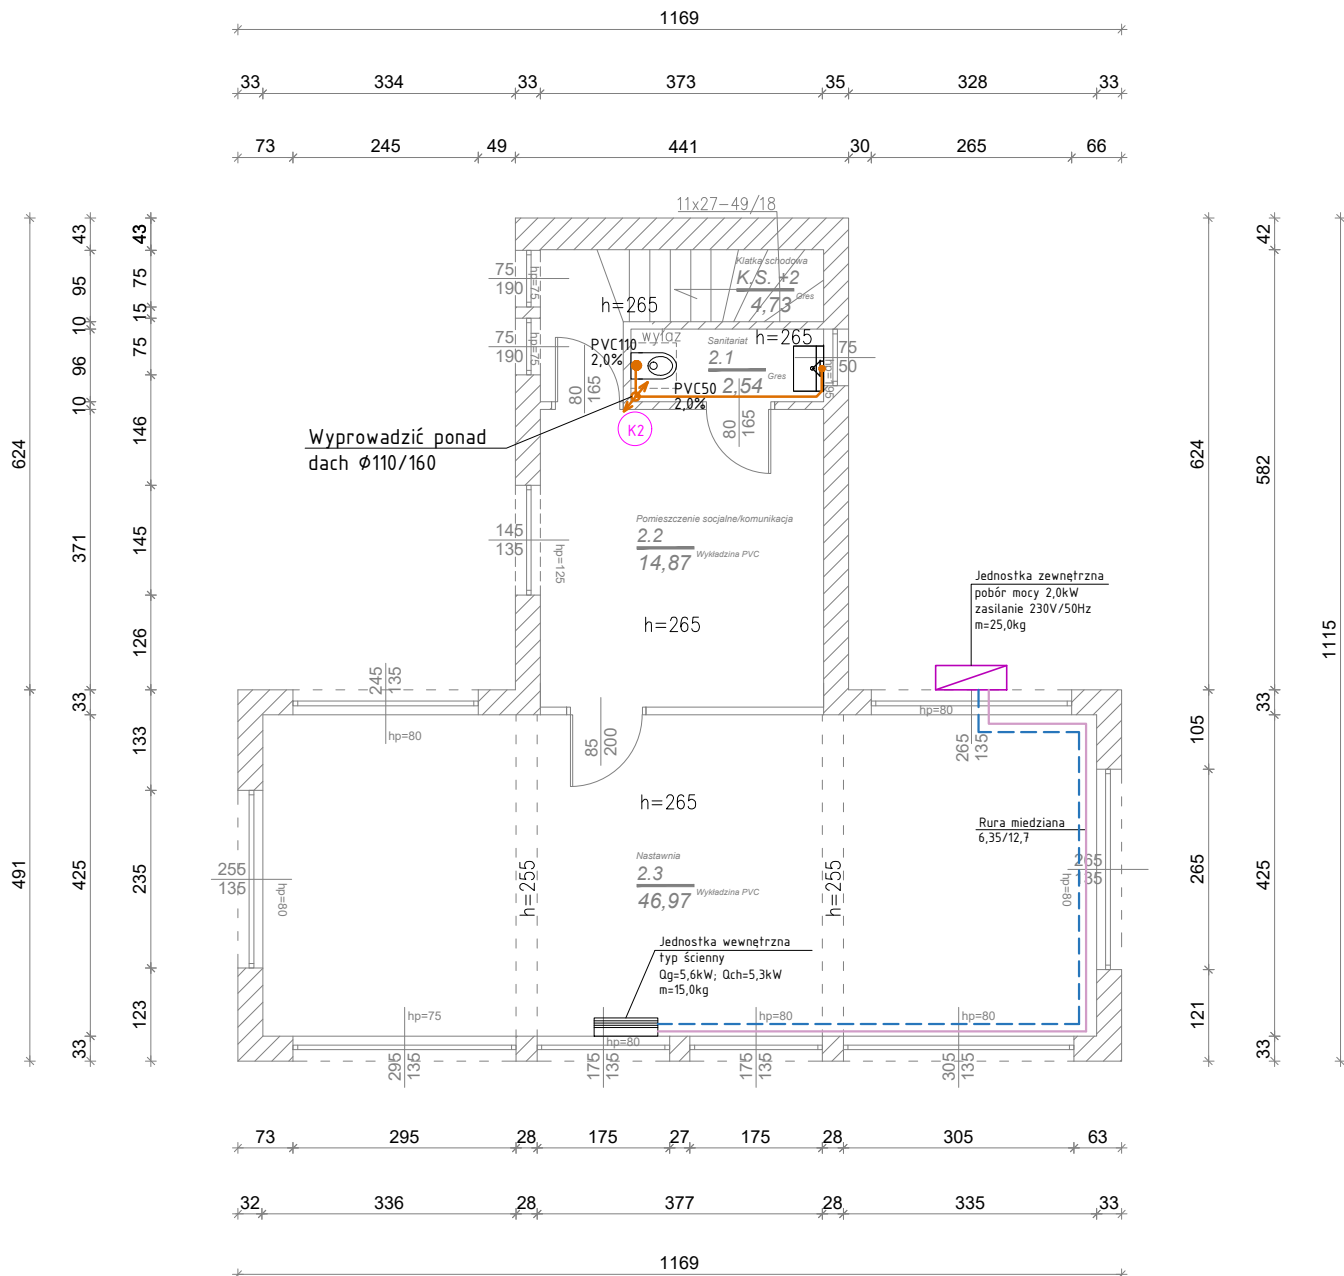 1169
33 334 33 373 35 328 33
73 245 49 441 30 265 66
11x27-49/18
43 43 42
95 75
15
10 75
96
10
146
624
371
145
126
33
133
491
425
235
123
33
624
582
1115
33
105
265
425
121
33
Klatka schodowa
K.S. +2
4,73 Gres
h=265
75
190
hp=75
75
190
hp=75
PVC110
2,0%
wyłaz
Sanitariat
2.1
2,54 Gres
h=265
75
50
hp=195
PVC50
2,0%
80
165
80
165
K2
Wyprowadzić ponad
dach Φ110/160
145
135
hp=125
Pomieszczenie socjalne/komunikacja
2.2
14,87 Wykładzina PVC
h=265
Jednostka zewnętrzna
pobór mocy 2,0kW
zasilanie 230V/50Hz
m=25,0kg
245
135
hp=80
hp=80
265
135
85
200
h=265
Rura miedziana
6,35/12,7
255
135
hp=80
h=255
Nastawnia
2.3
46,97 Wykładzina PVC
h=255
265
135
hp=80
Jednostka wewnętrzna
typ ścienny
Qg=5,6kW; Qch=5,3kW
m=15,0kg
hp=75
hp=80
hp=80
hp=80
295
135
175
135
175
135
305
135
73 295 28 175 27 175 28 305 63
32 336 28 377 28 335 33
1169